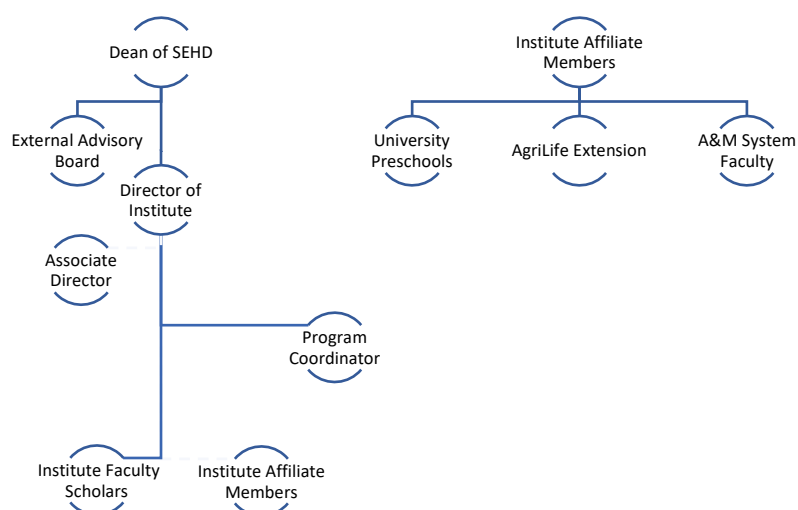 Dean of SEHD
External Advisory
Board
Director of
Institute
Associate
Director
Program
Coordinator
Institute Faculty
Scholars
Institute Affiliate
Members
Institute Affiliate
Members
University
Preschools
AgriLife Extension
A&M System
Faculty